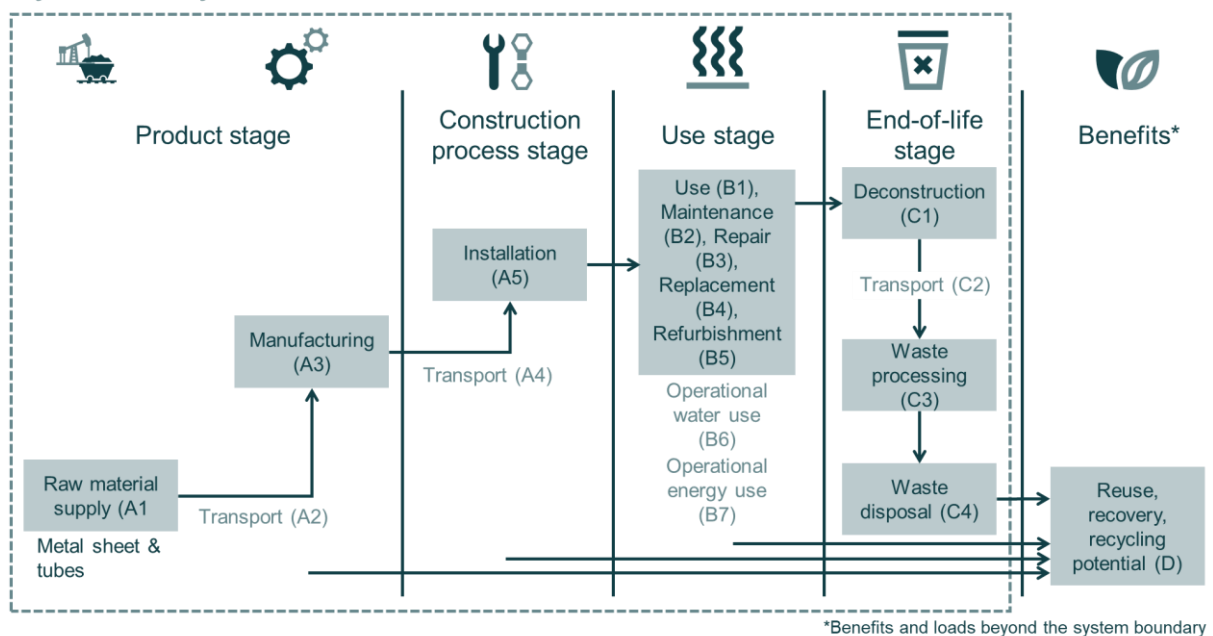 Product stage
Construction
process stage
Use stage
End-of-life
stage
Benefits*
Raw material
supply (A1
Metal sheet &
tubes
Transport (A2)
Manufacturing
(A3)
Transport (A4)
Installation
(A5)
Use (B1),
Maintenance
(B2), Repair
(B3),
Replacement
(B4),
Refurbishment
(B5)
Operational
water use
(B6)
Operational
energy use
(B7)
Deconstruction
(C1)
Transport (C2)
Waste
processing
(C3)
Waste
disposal (C4)
Reuse,
recovery,
recycling
potential (D)
*Benefits and loads beyond the system boundary